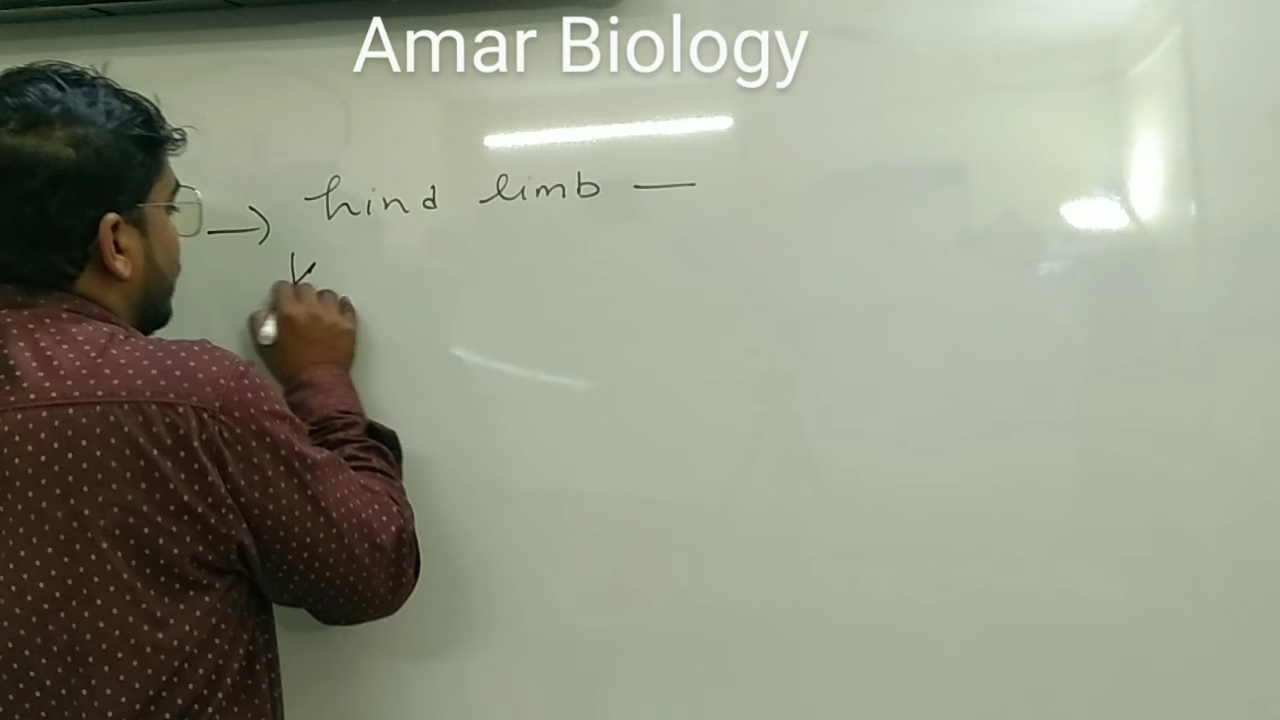 Amar Biology
→ hind limb —